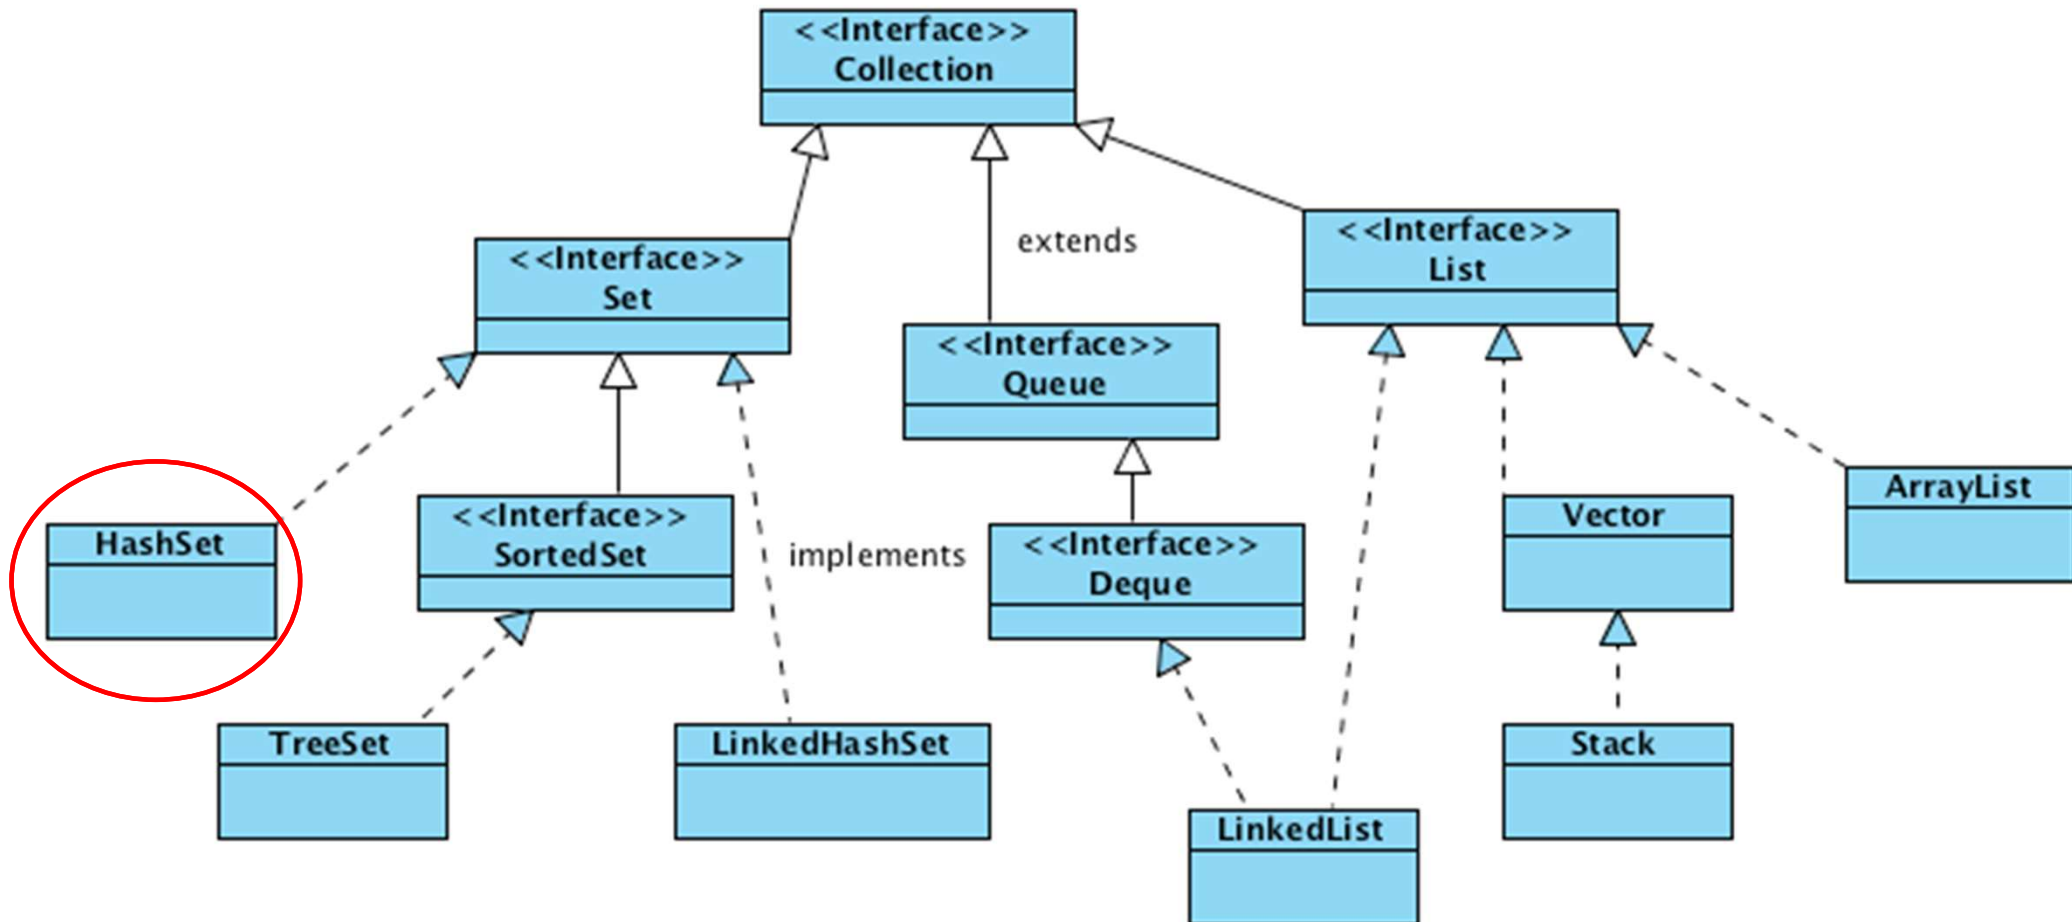 <<Interface>>
Collection
<<Interface>>
List
extends
<<Interface>>
Set
<<Interface>>
Queue
ArrayList
HashSet
<<Interface>>
SortedSet
implements
<<Interface>>
Deque
Vector
TreeSet
LinkedHashSet
Stack
LinkedList